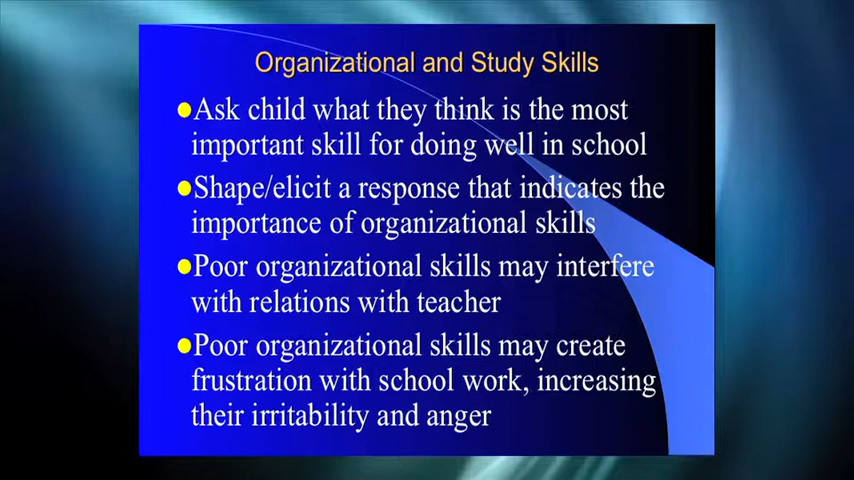 Organizational and Study Skills
●Ask child what they think is the most
important skill for doing well in school
●Shape/elicit a response that indicates the
importance of organizational skills
●Poor organizational skills may interfere
with relations with teacher
●Poor organizational skills may create
frustration with school work, increasing
their irritability and anger